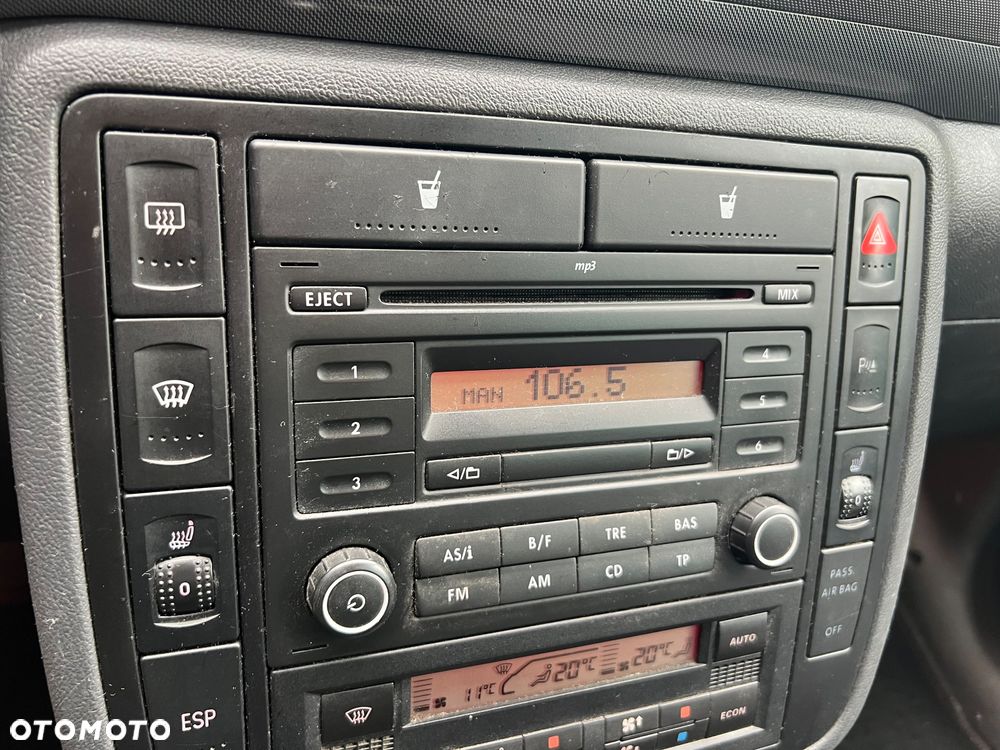 mp3
EJECT
MIX
1
4
MAN 106.5
2
5
3
6
0
0
AS/i B/F TRE BAS
FM AM CD TP
PASS.
AIR BAG
OFF
P
AUTO
11°C 20°C 20°C
ESP
ECON
OTOMOTO